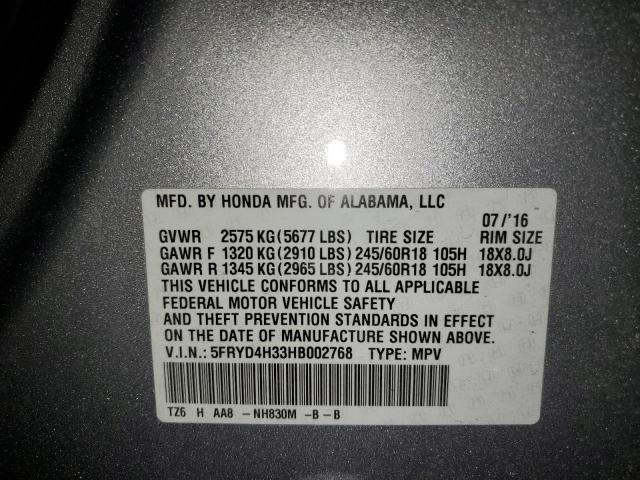 MFD. BY HONDA MFG. OF ALABAMA, LLC
07/'16
GVWR 2575 KG(5677 LBS) TIRE SIZE RIM SIZE
GAWR F 1320 KG(2910 LBS) 245/60R18 105H 18X8.0J
GAWR R 1345 KG(2965 LBS) 245/60R18 105H 18X8.0J
THIS VEHICLE CONFORMS TO ALL APPLICABLE
FEDERAL MOTOR VEHICLE SAFETY
AND THEFT PREVENTION STANDARDS IN EFFECT
ON THE DATE OF MANUFACTURE SHOWN ABOVE.
V.I.N.: 5FRYD4H33HB002768 TYPE: MPV
TZ6 H AA8 -NH830M -B-B